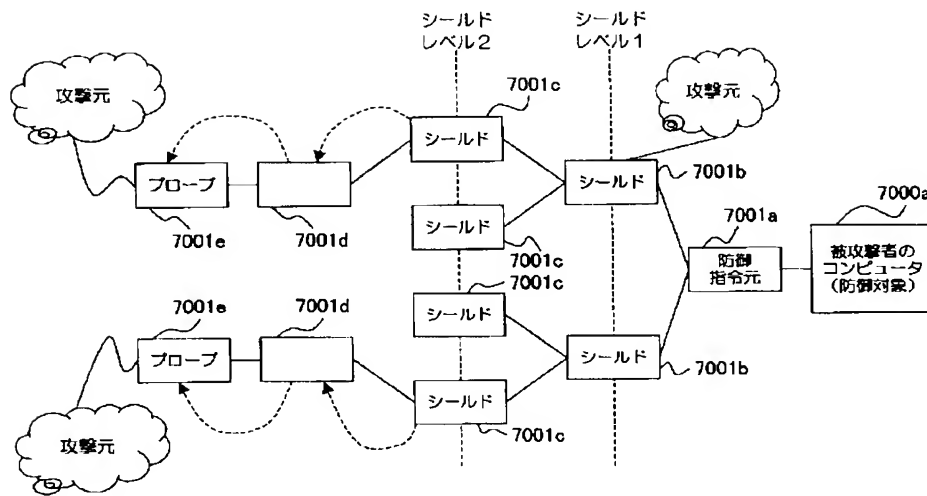 シールド
レベル2
シールド
レベル1
攻撃元
攻撃元
7001c
シールド
プローブ
7001e
7001d
シールド
7001b
7001a
7000a
シールド
7001c
防御
指令元
被攻撃者の
コンピュータ
(防御対象)
7001c
シールド
7001e
7001d
プローブ
シールド
7001b
シールド
7001c
攻撃元